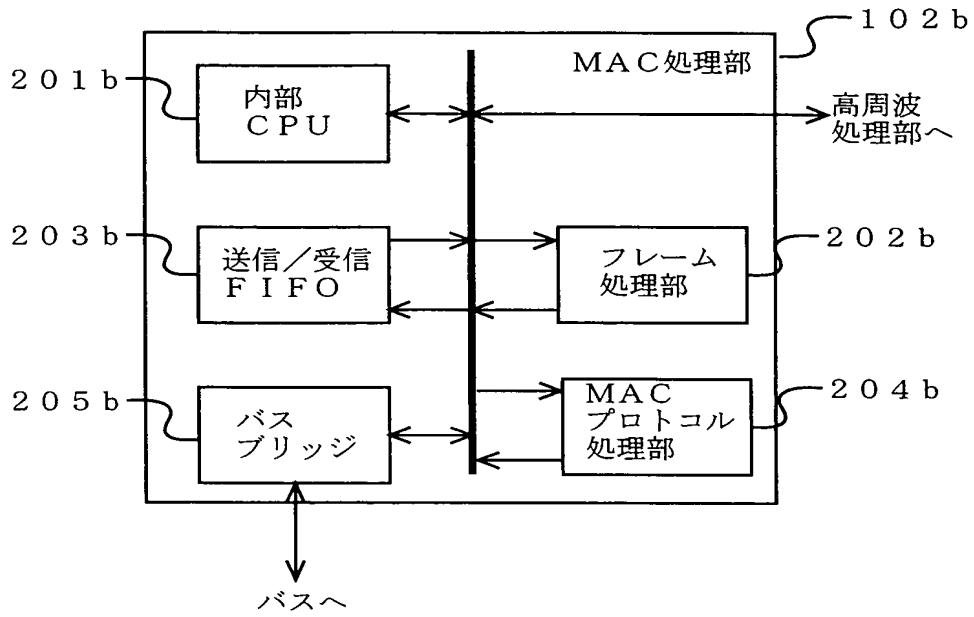 １０２ｂ
ＭＡＣ処理部
２０１ｂ
内部
ＣＰＵ
高周波
処理部へ
２０３ｂ
送信／受信
ＦＩＦＯ
フレーム
処理部
２０２ｂ
２０５ｂ
バス
ブリッジ
ＭＡＣ
プロトコル
処理部
２０４ｂ
バスへ